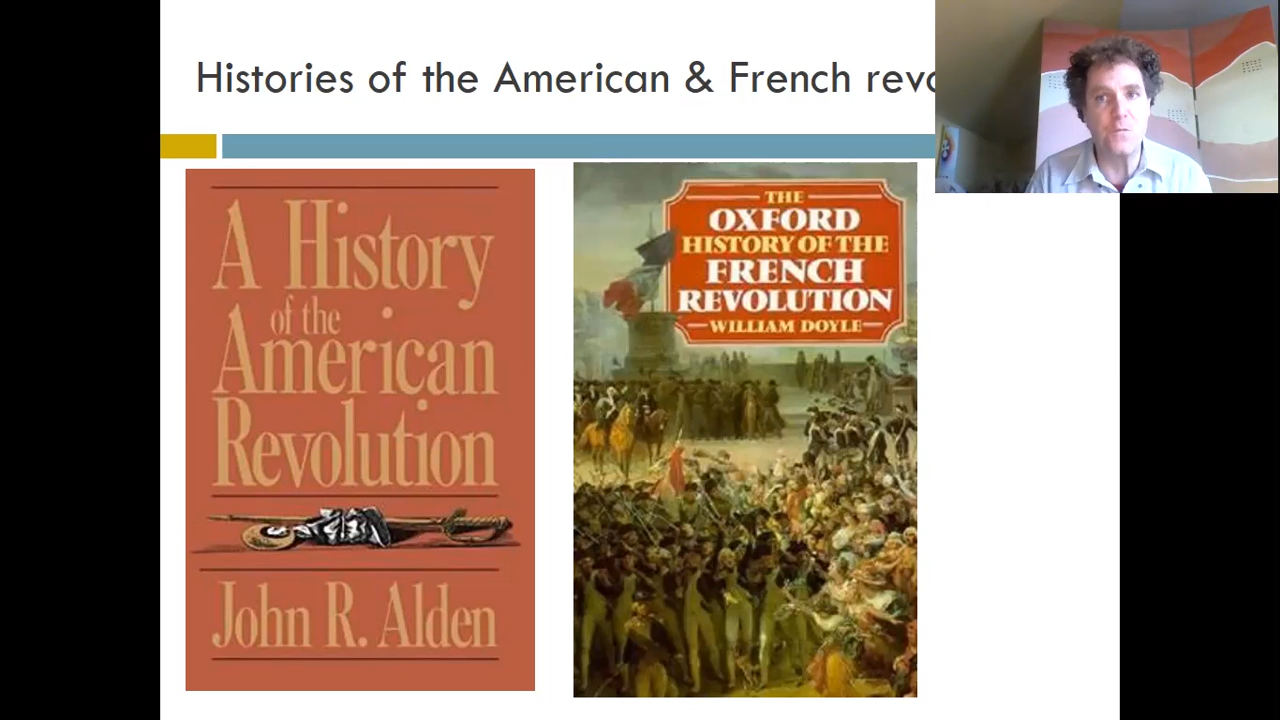 Histories of the American & French revo
A History
of the
American
Revolution
John R. Alden
THE
OXFORD
HISTORY OF THE
FRENCH
REVOLUTION
WILLIAM DOYLE